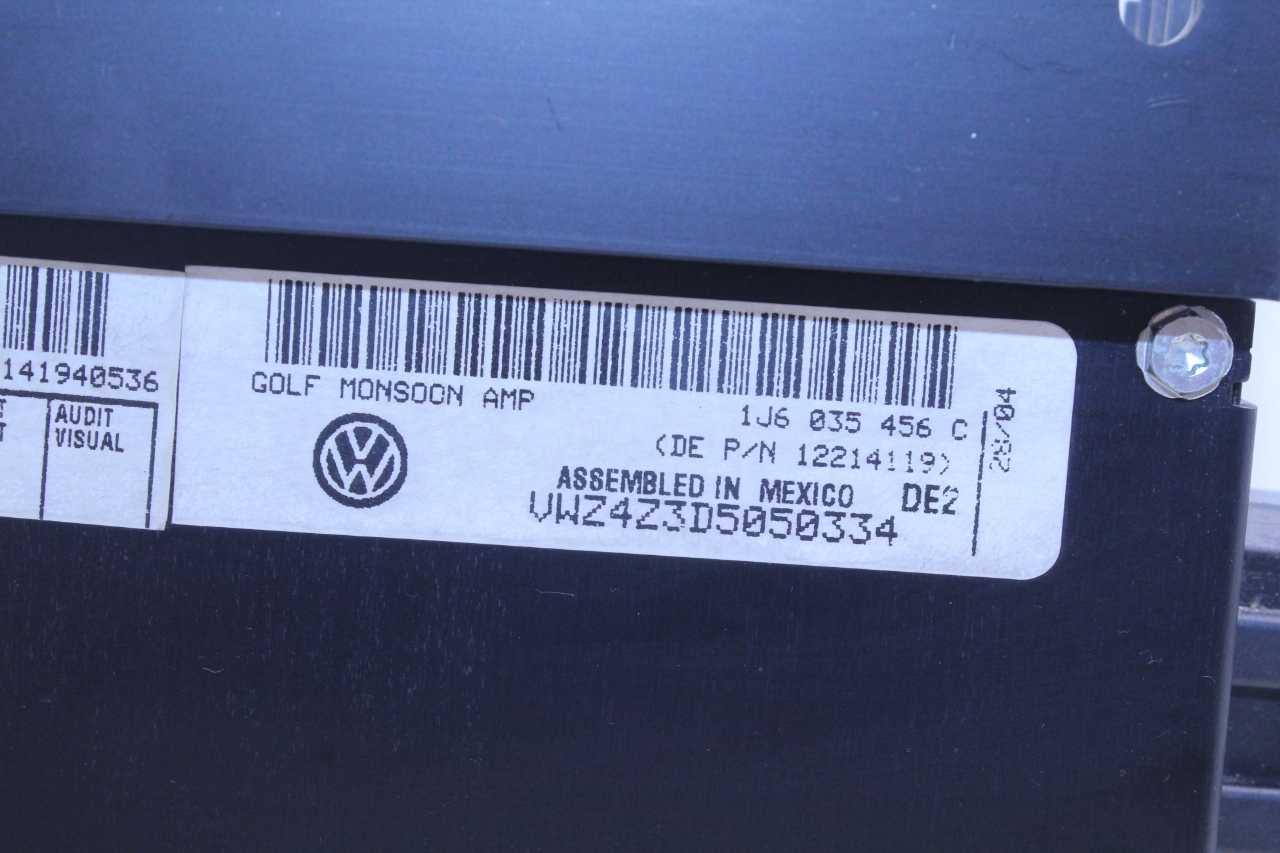 141940536
AUDIT
VISUAL
GOLF MONSOON AMP
1J6 035 456 C
(DE P/N 12214119)
ASSEMBLED IN MEXICO DE2
VWZ4Z3D5050334
28/04